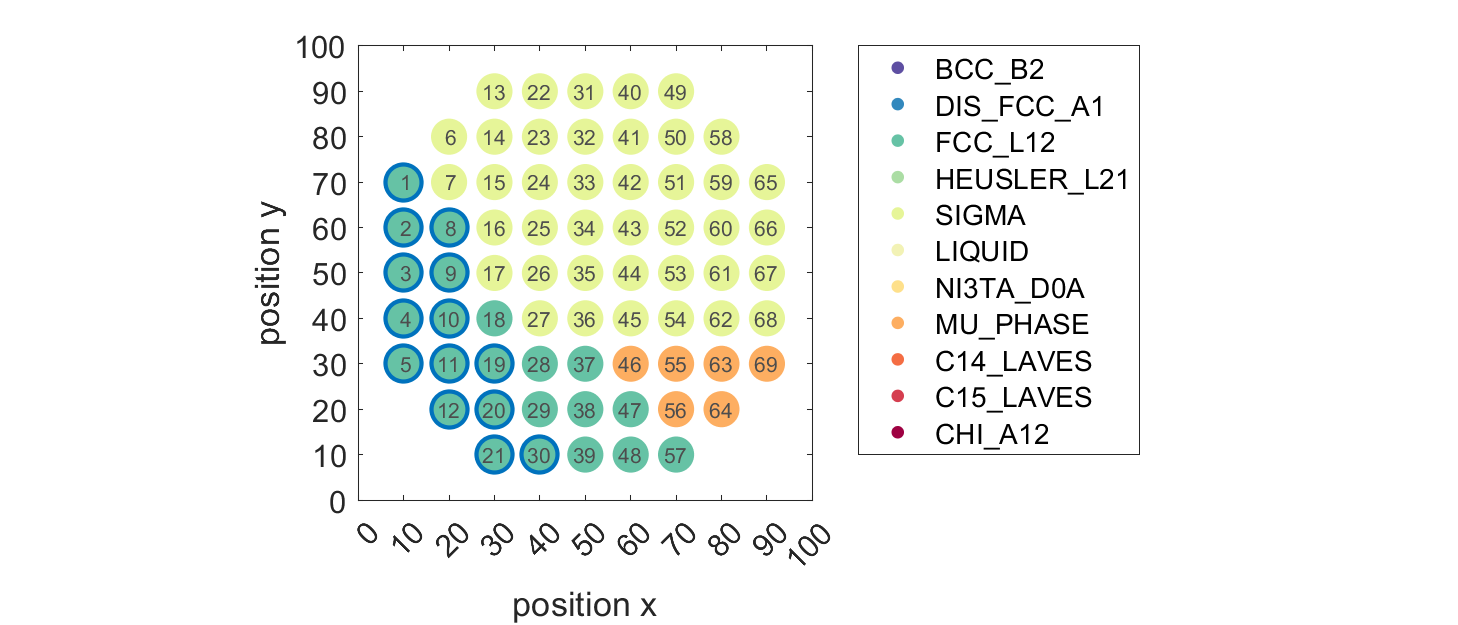 100
13 22 31 40 49
90
6 14 23 32 41 50 58
80
1 7 15 24 33 42 51 59 65
70
2 8 16 25 34 43 52 60 66
60
3 9 17 26 35 44 53 61 67
50
4 10 18 27 36 45 54 62 68
40
5 11 19 28 37 46 55 63 69
30
12 20 29 38 47 56 64
20
21 30 39 48 57
10
0
position y
0 10 20 30 40 50 60 70 80 90 100
position x
BCC_B2
DIS_FCC_A1
FCC_L12
HEUSLER_L21
SIGMA
LIQUID
NI3TA_D0A
MU_PHASE
C14_LAVES
C15_LAVES
CHI_A12